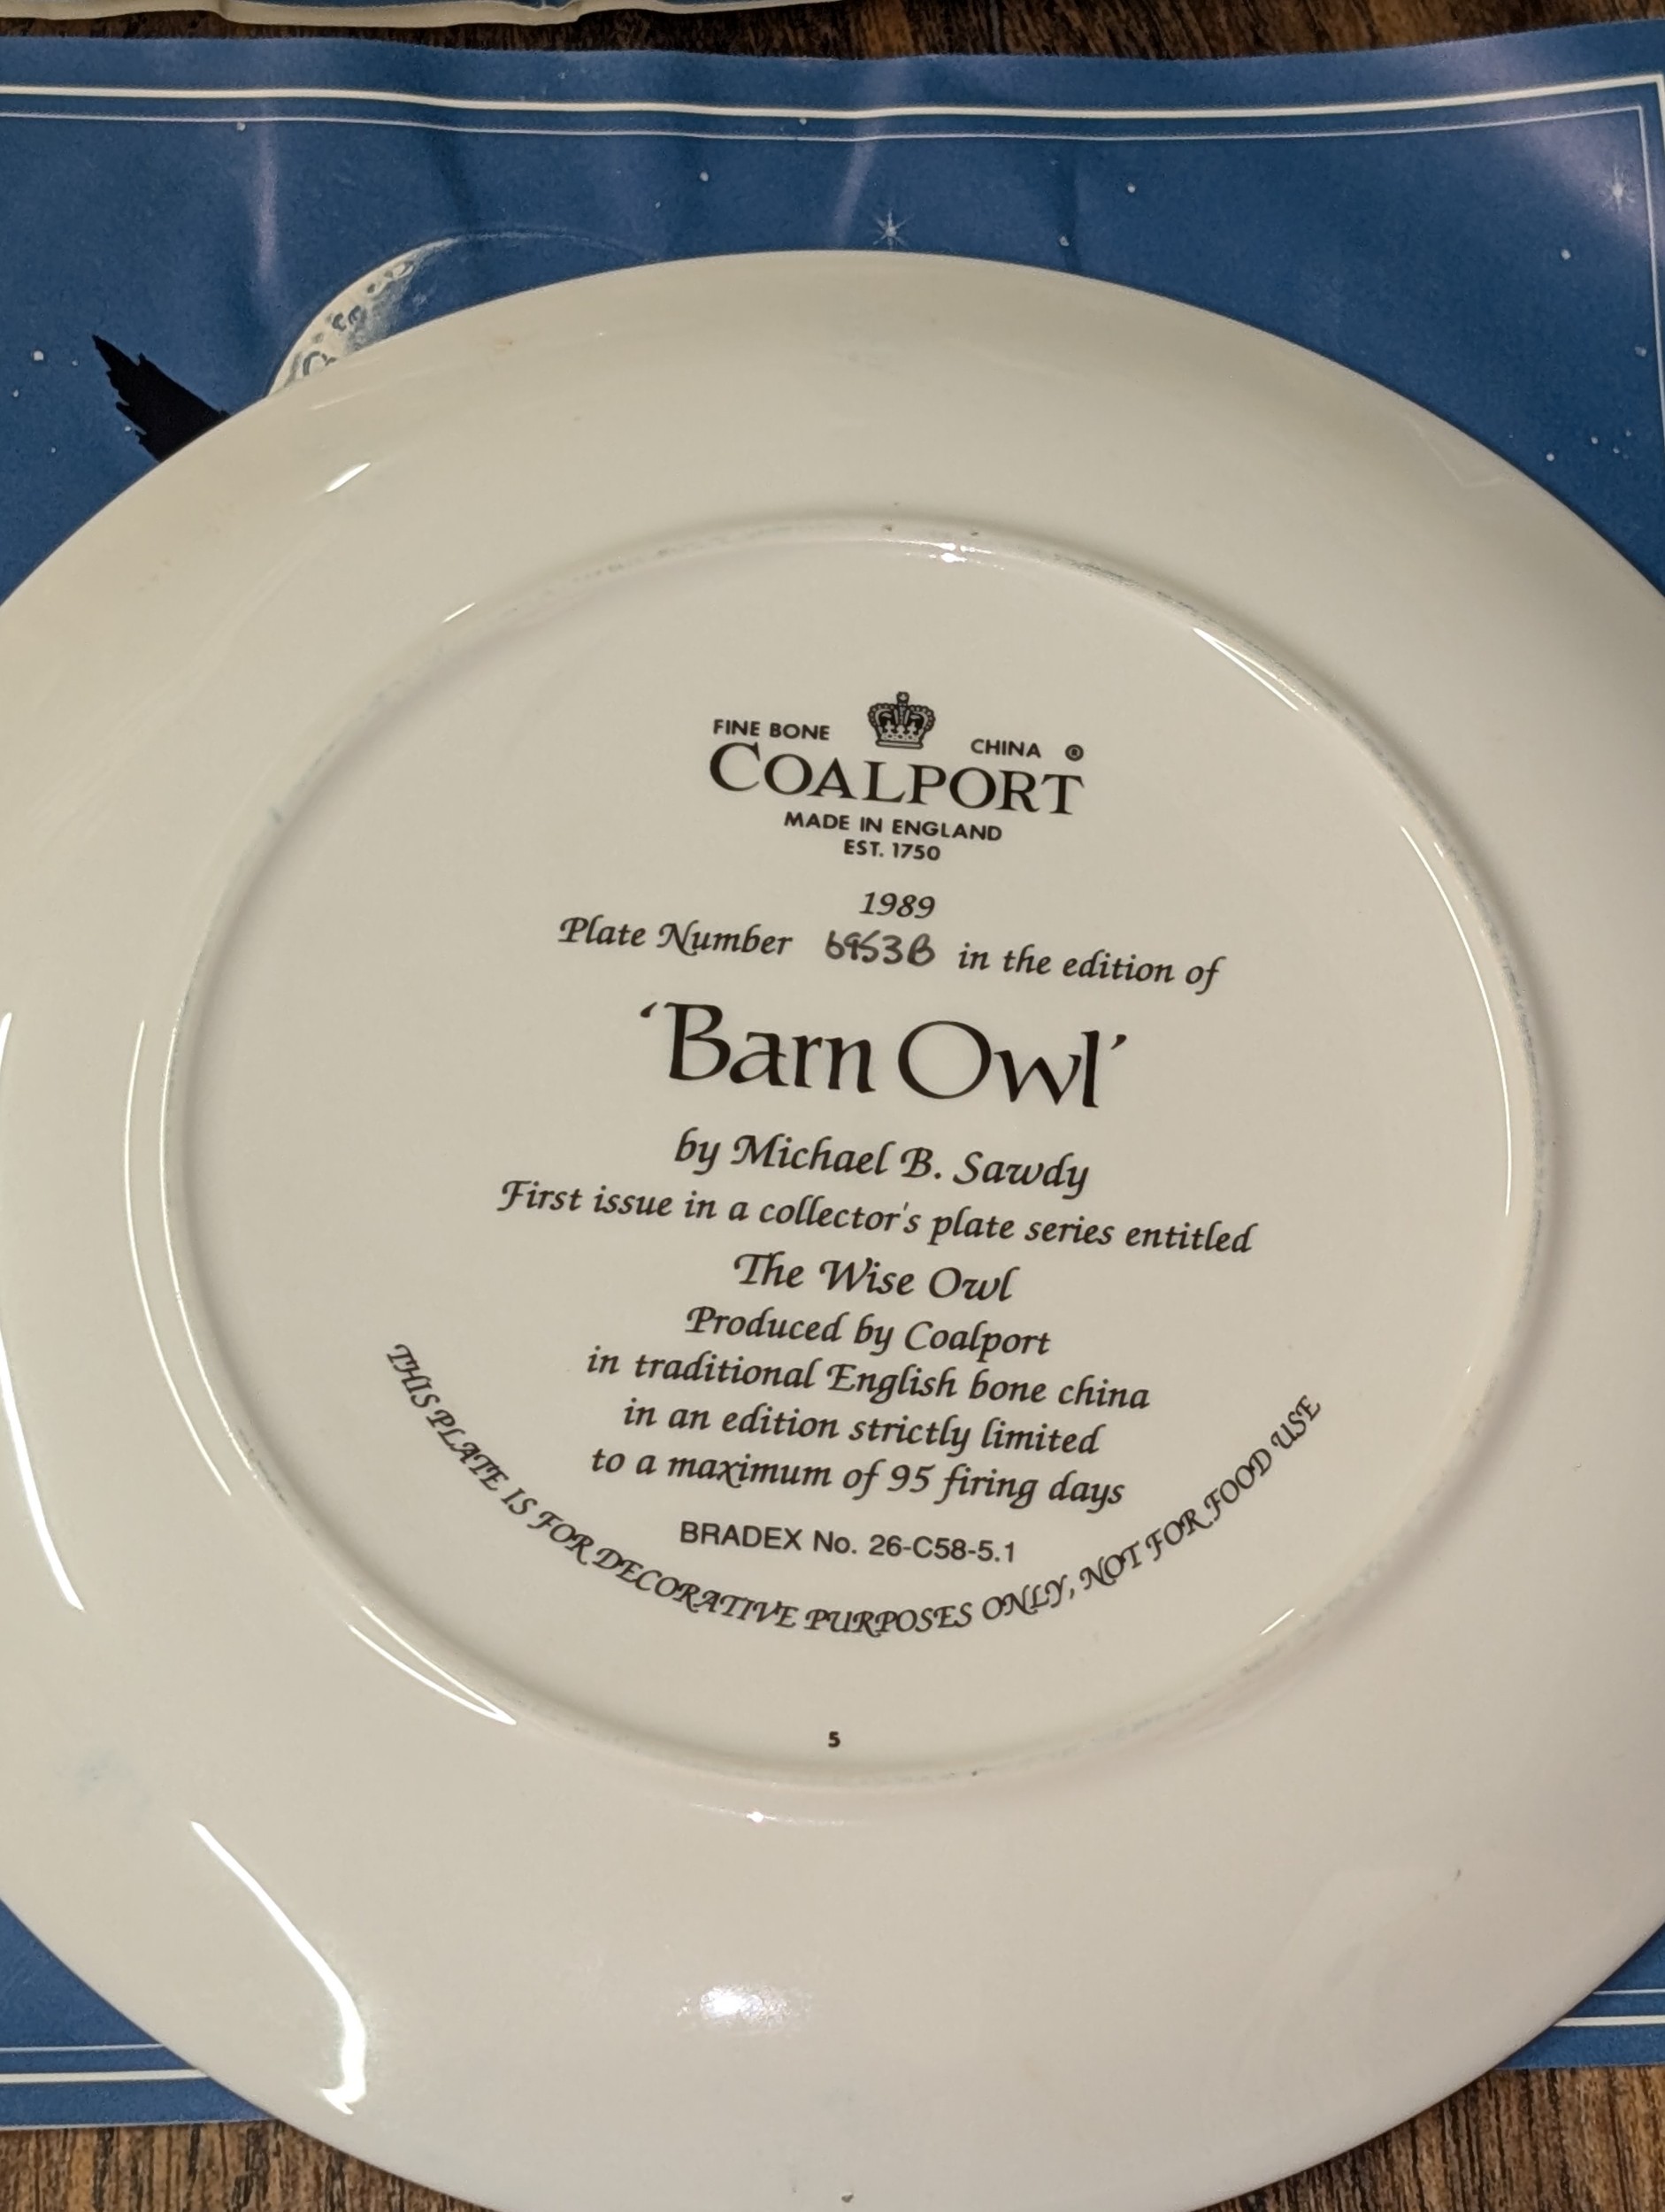 FINE BONE CHINA ®
COALPORT
MADE IN ENGLAND
EST. 1750
1989
Plate Number 6953B in the edition of
‘Barn Owl’
by Michael B. Sawdy
First issue in a collector's plate series entitled
The Wise Owl
Produced by Coalport
in traditional English bone china
in an edition strictly limited
to a maximum of 95 firing days
BRADEX No. 26-C58-5.1
THIS PLATE IS FOR DECORATIVE PURPOSES ONLY, NOT FOR FOOD USE
5